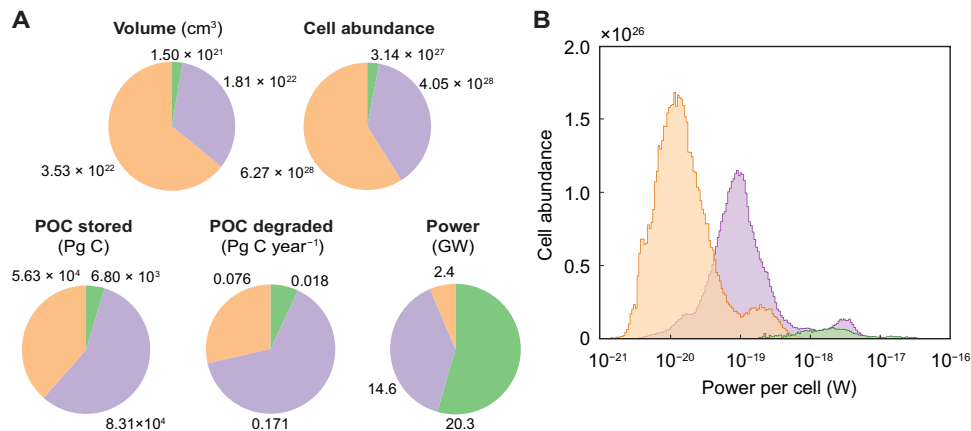 A
Volume (cm³)
1.50 × 10²¹
1.81 × 10²²
3.53 × 10²²
Cell abundance
3.14 × 10²⁷
4.05 × 10²⁸
6.27 × 10²⁸
POC stored
(Pg C)
5.63 × 10⁴
6.80 × 10³
8.31×10⁴
POC degraded
(Pg C year⁻¹)
0.076
0.018
0.171
Power
(GW)
2.4
14.6
20.3
B
×10²⁶
2.0
1.5
1.0
0.5
0
Cell abundance
10⁻²¹
10⁻²⁰
10⁻¹⁹
10⁻¹⁸
10⁻¹⁷
10⁻¹⁶
Power per cell (W)